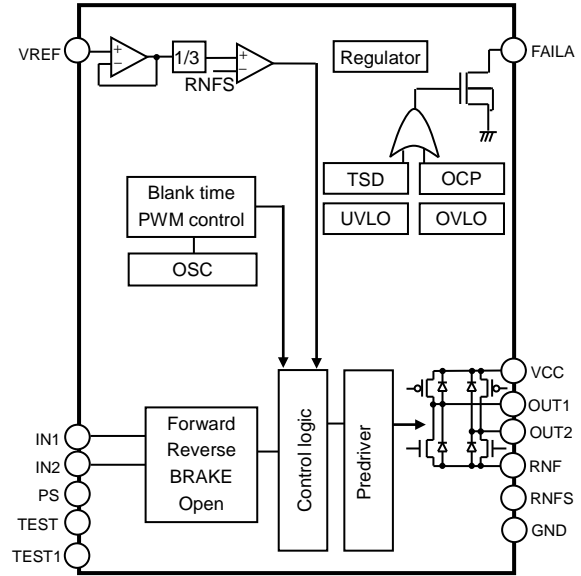 VREF
1/3
RNFS
Regulator
FAILA
TSD
OCP
UVLO
OVLO
Blank time
PWM control
OSC
Forward
Reverse
BRAKE
Open
Control logic
Predriver
IN1
IN2
PS
TEST
TEST1
VCC
OUT1
OUT2
RNF
RNFS
GND